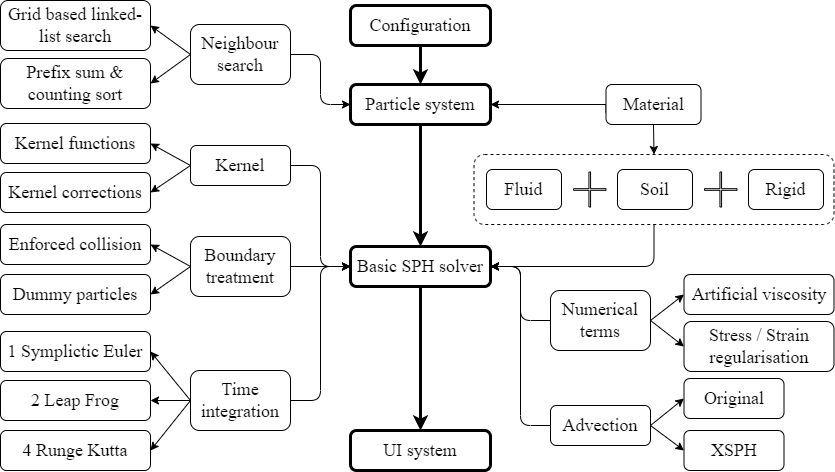 Grid based linked-
list search
Prefix sum &
counting sort
Neighbour
search
Configuration
Particle system
Material
Kernel functions
Kernel corrections
Kernel
Fluid
Soil
Rigid
Enforced collision
Dummy particles
Boundary
treatment
Basic SPH solver
Numerical
terms
Artificial viscosity
Stress / Strain
regularisation
1 Symplictic Euler
2 Leap Frog
4 Runge Kutta
Time
integration
Advection
Original
XSPH
UI system